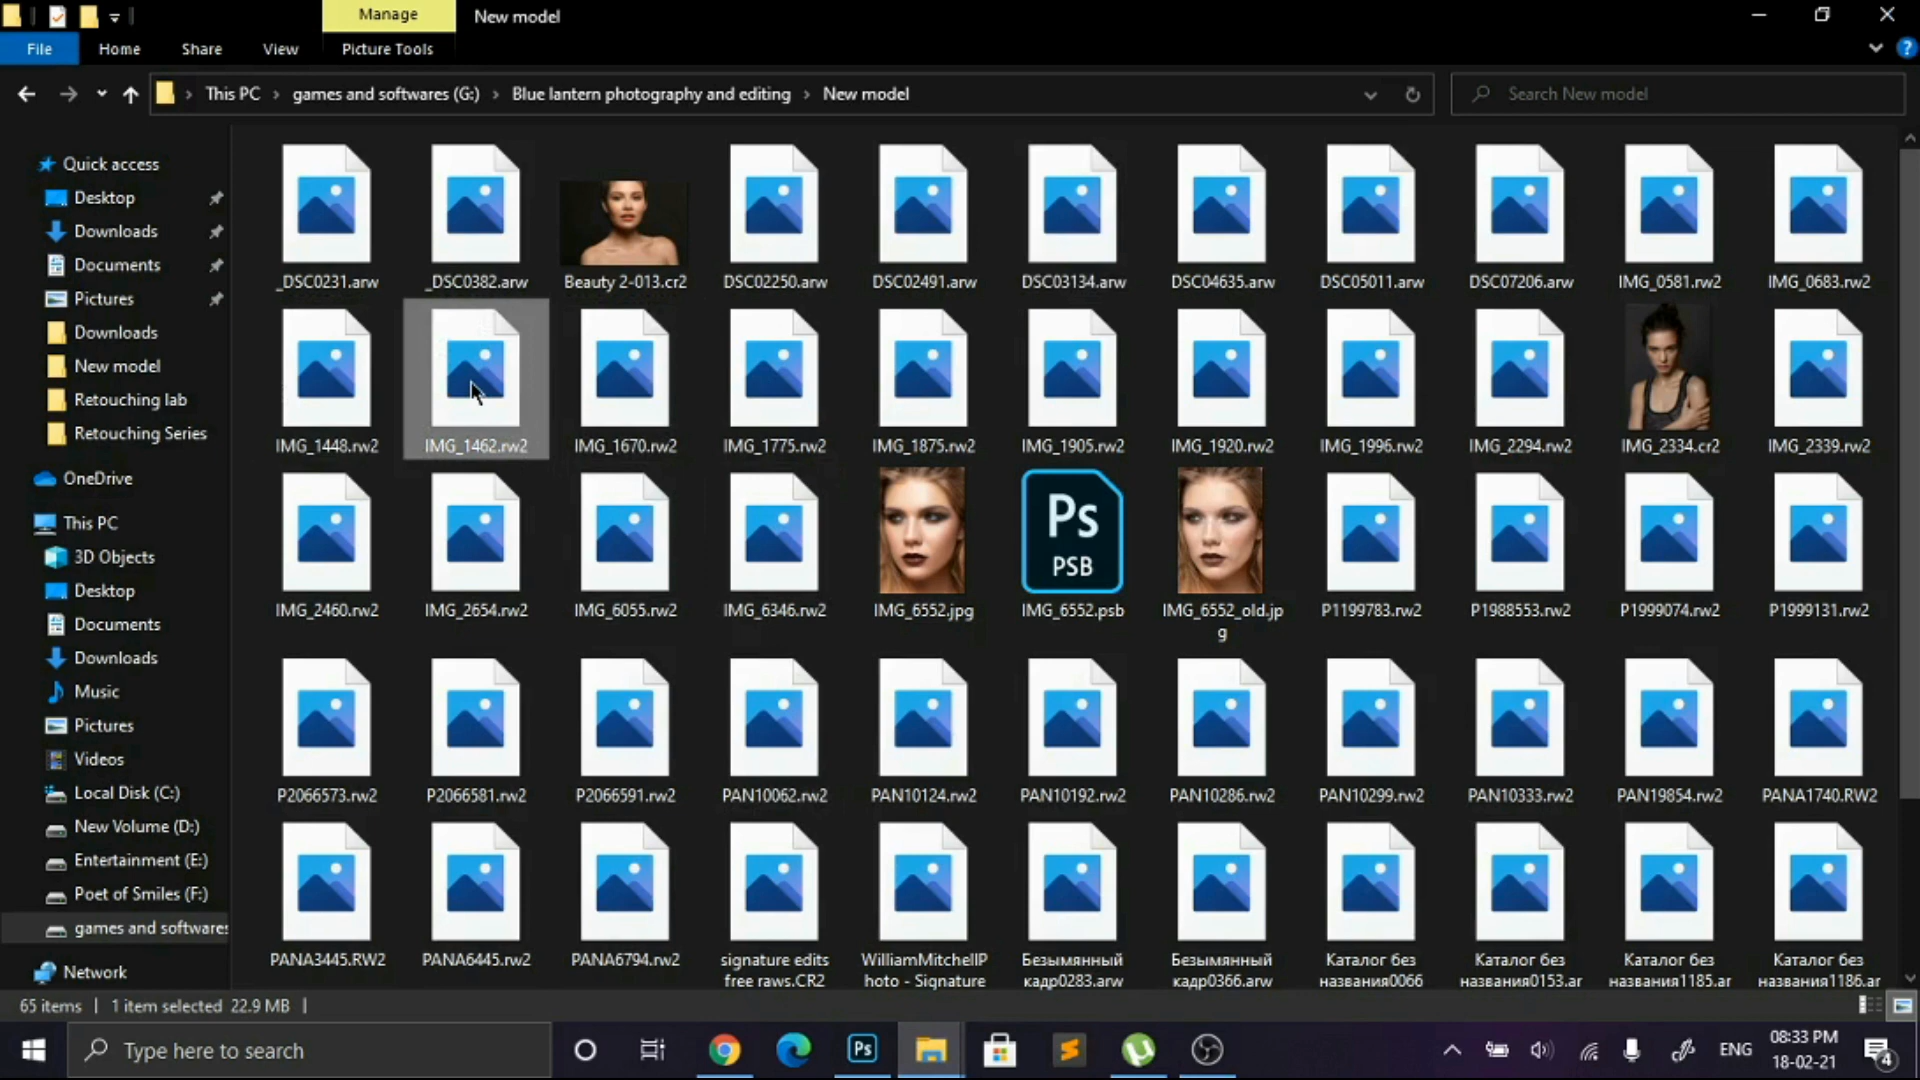 Manage
New model
File
Home
Share
View
Picture Tools
This PC
games and softwares (G:)
Blue lantern photography and editing
New model
Search New model
Quick access
Desktop
Downloads
Documents
Pictures
Downloads
New model
Retouching lab
Retouching Series
OneDrive
This PC
3D Objects
Desktop
Documents
Downloads
Music
Pictures
Videos
Local Disk (C:)
New Volume (D:)
Entertainment (E:)
Poet of Smiles (F:)
games and softwares
Network
_DSC0231.arw
_DSC0382.arw
Beauty 2-013.cr2
DSC02250.arw
DSC02491.arw
DSC03134.arw
DSC04635.arw
DSC05011.arw
DSC07206.arw
IMG_0581.rw2
IMG_0683.rw2
IMG_1448.rw2
IMG_1462.rw2
IMG_1670.rw2
IMG_1775.rw2
IMG_1875.rw2
IMG_1905.rw2
IMG_1920.rw2
IMG_1996.rw2
IMG_2294.rw2
IMG_2334.cr2
IMG_2339.rw2
Ps
PSB
IMG_2460.rw2
IMG_2654.rw2
IMG_6055.rw2
IMG_6346.rw2
IMG_6552.jpg
IMG_6552.psb
IMG_6552_old.jp
g
P1199783.rw2
P1988553.rw2
P1999074.rw2
P1999131.rw2
P2066573.rw2
P2066581.rw2
P2066591.rw2
PAN10062.rw2
PAN10124.rw2
PAN10192.rw2
PAN10286.rw2
PAN10299.rw2
PAN10333.rw2
PAN19854.rw2
PANA1740.RW2
PANA3445.RW2
PANA6445.rw2
PANA6794.rw2
signature edits
free raws.CR2
WilliamMitchellP
hoto - Signature
Безымянный
кадр0283.arw
Безымянный
кадр0366.arw
Каталог без
названия0066
Каталог без
названия0153.ar
Каталог без
названия1185.ar
Каталог без
названия1186.ar
65 items
1 item selected 22.9 MB
Type here to search
Ps
ENG
08:33 PM
18-02-21
4